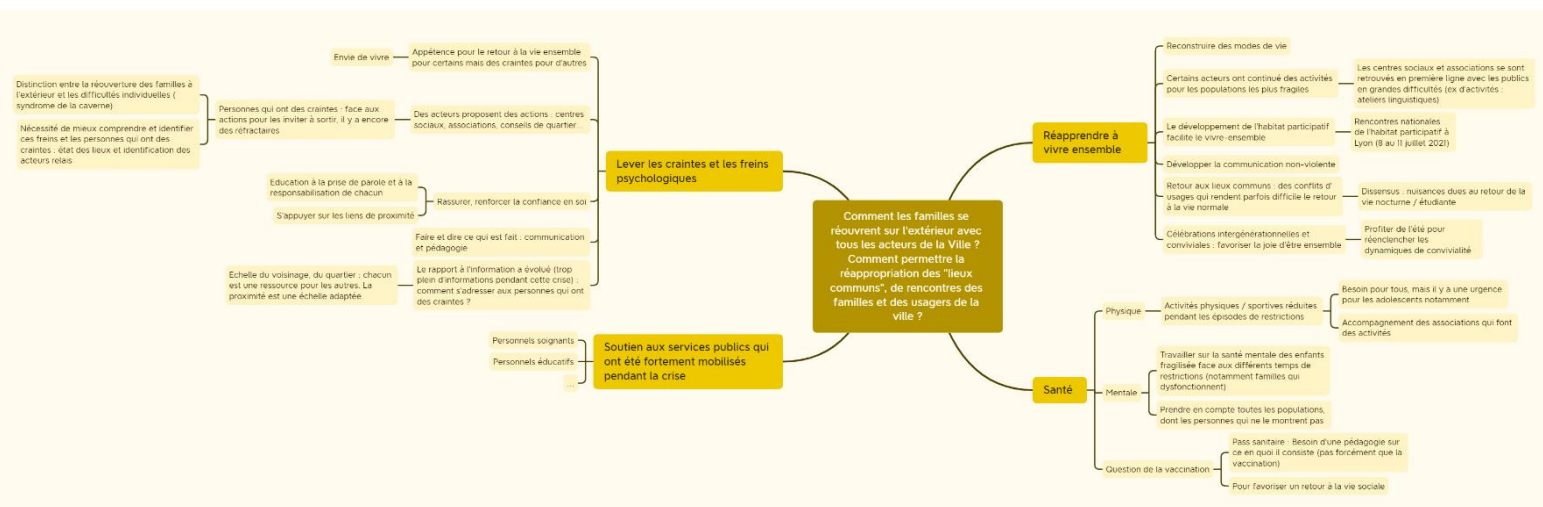 Comment les familles se
réouvrent sur l'extérieur avec
tous les acteurs de la Ville ?
Comment permettre la
réappropriation des "lieux
communs", de rencontres des
familles et des usagers de la
ville ?
Réapprendre à
vivre ensemble
Reconstruire des modes de vie
Certains acteurs ont continué des activités
pour les populations les plus fragiles
Les centres sociaux et associations se sont
retrouvés en première ligne avec les publics
en grandes difficultés (ex d'activités :
ateliers linguistiques)
Le développement de l'habitat participatif
facilite le vivre-ensemble
Rencontres nationales
de l'habitat participatif à
Lyon (8 au 11 juillet 2021)
Développer la communication non-violente
Retour aux lieux communs : des conflits d'
usages qui rendent parfois difficile le retour
à la vie normale
Dissensus : nuisances dues au retour de la
vie nocturne / étudiante
Célébrations intergénérationnelles et
conviviales : favoriser la joie d'être ensemble
Profiter de l'été pour
réenclencher les
dynamiques de convivialité
Santé
Physique
Activités physiques / sportives réduites
pendant les épisodes de restrictions
Besoin pour tous, mais il y a une urgence
pour les adolescents notamment
Accompagnement des associations qui font
des activités
Mentale
Travailler sur la santé mentale des enfants
fragilisée face aux différents temps de
restrictions (notamment familles qui
dysfonctionnent)
Prendre en compte toutes les populations,
dont les personnes qui ne le montrent pas
Question de la vaccination
Pass sanitaire : Besoin d'une pédagogie sur
ce en quoi il consiste (pas forcément que la
vaccination)
Pour favoriser un retour à la vie sociale
Lever les craintes et les freins
psychologiques
Appétence pour le retour à la vie ensemble
pour certains mais des craintes pour d'autres
Envie de vivre
Des acteurs proposent des actions : centres
sociaux, associations, conseils de quartier...
Personnes qui ont des craintes : face aux
actions pour les inviter à sortir, il y a encore
des réfractaires
Distinction entre la réouverture des familles à
l'extérieur et les difficultés individuelles (
syndrome de la caverne)
Nécessité de mieux comprendre et identifier
ces freins et les personnes qui ont des
craintes : état des lieux et identification des
acteurs relais
Rassurer, renforcer la confiance en soi
Education à la prise de parole et à la
responsabilisation de chacun
S'appuyer sur les liens de proximité
Faire et dire ce qui est fait : communication
et pédagogie
Le rapport à l'information a évolué (trop
plein d'informations pendant cette crise) :
comment s'adresser aux personnes qui ont
des craintes ?
Echelle du voisinage, du quartier : chacun
est une ressource pour les autres. La
proximité est une échelle adaptée
Soutien aux services publics qui
ont été fortement mobilisés
pendant la crise
Personnels soignants
Personnels éducatifs
...